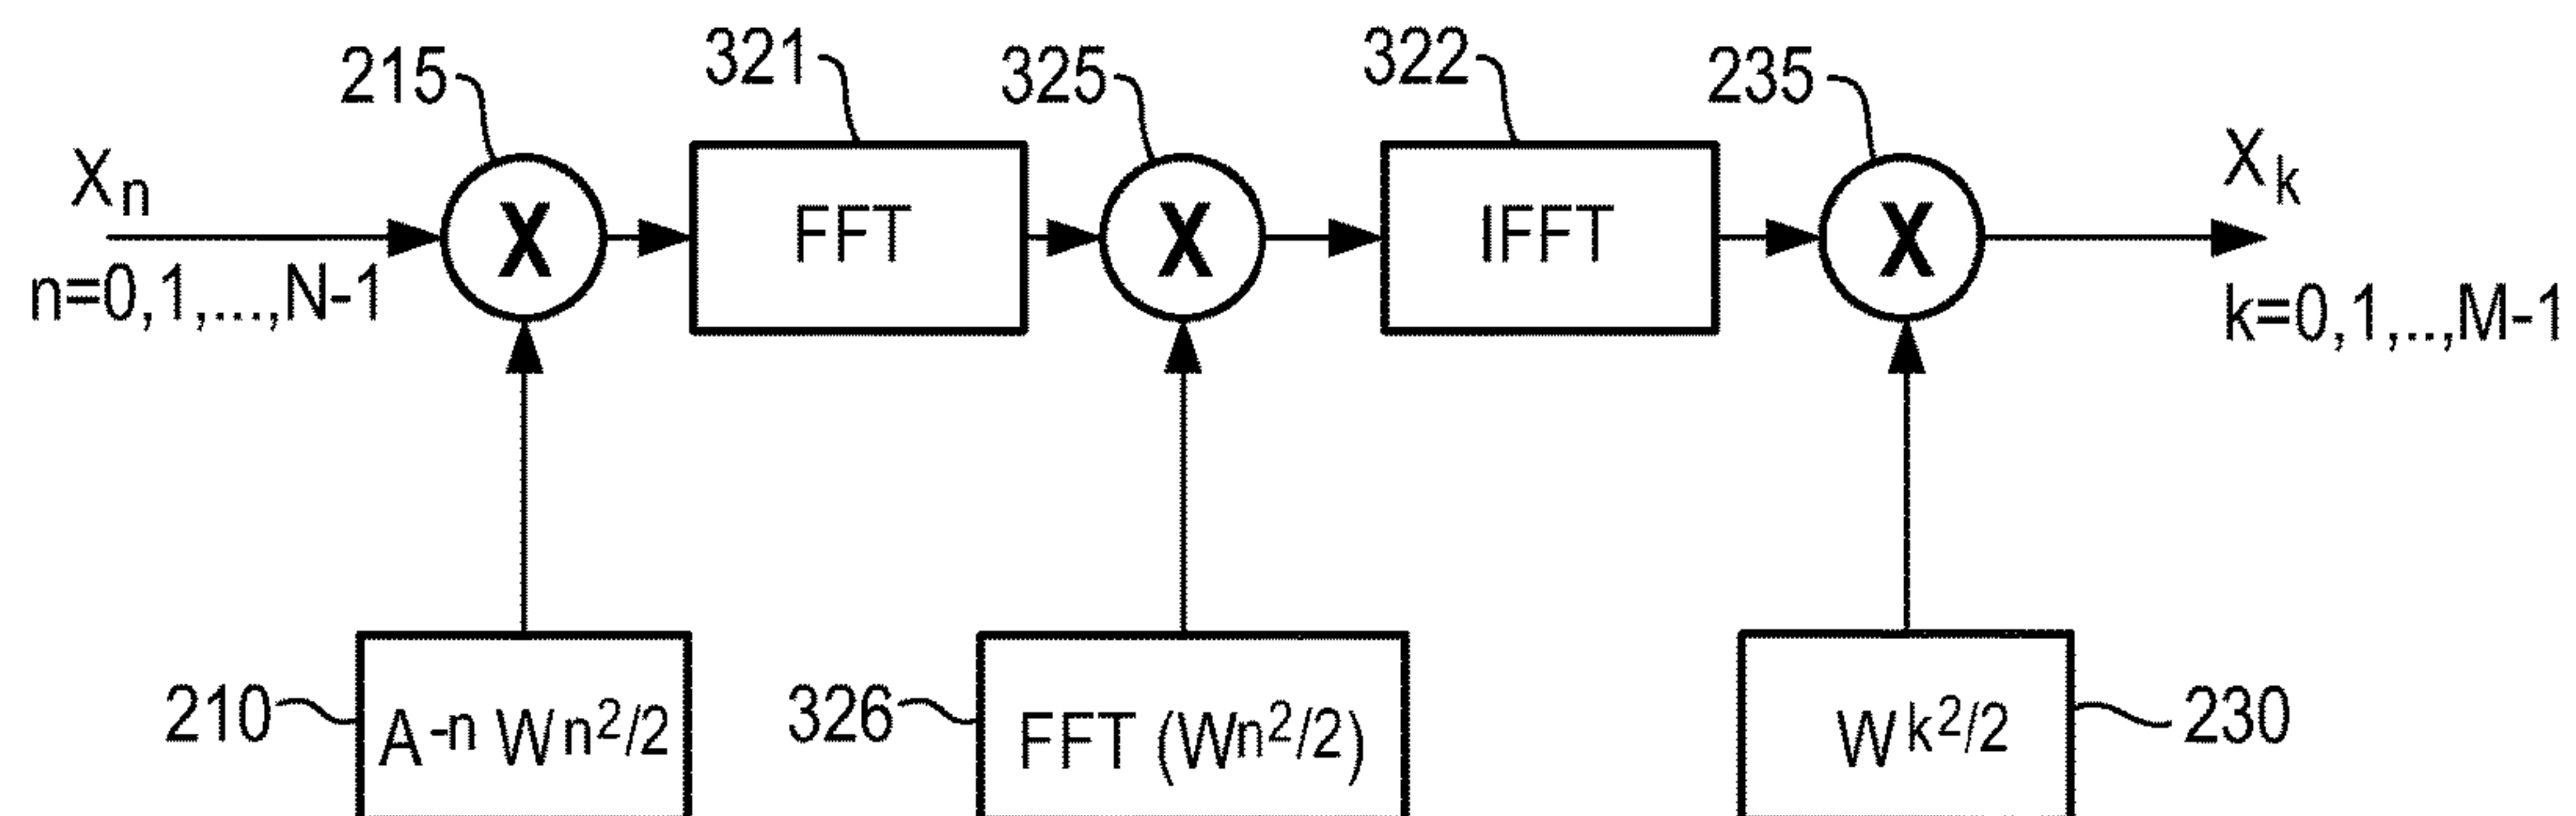 215
321
325
322
235
Xn
n=0,1,...,N-1
X
FFT
X
IFFT
X
Xk
k=0,1,..,M-1
210
A-n Wn2/2
326
FFT (Wn2/2)
Wk2/2
230